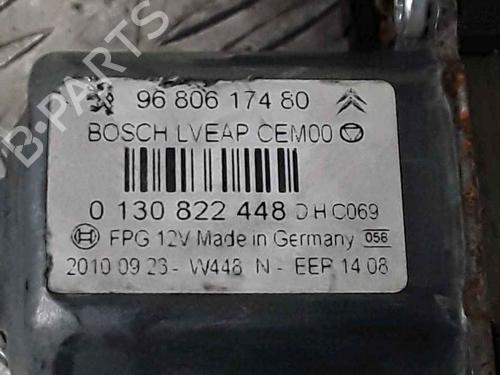 96 806 174 80
BOSCH LVEAP CEM00
0 130 822 448 DHC069
FPG 12V Made in Germany 056
2010 09 23- W448 N - EEP 14 08
B-PARTS